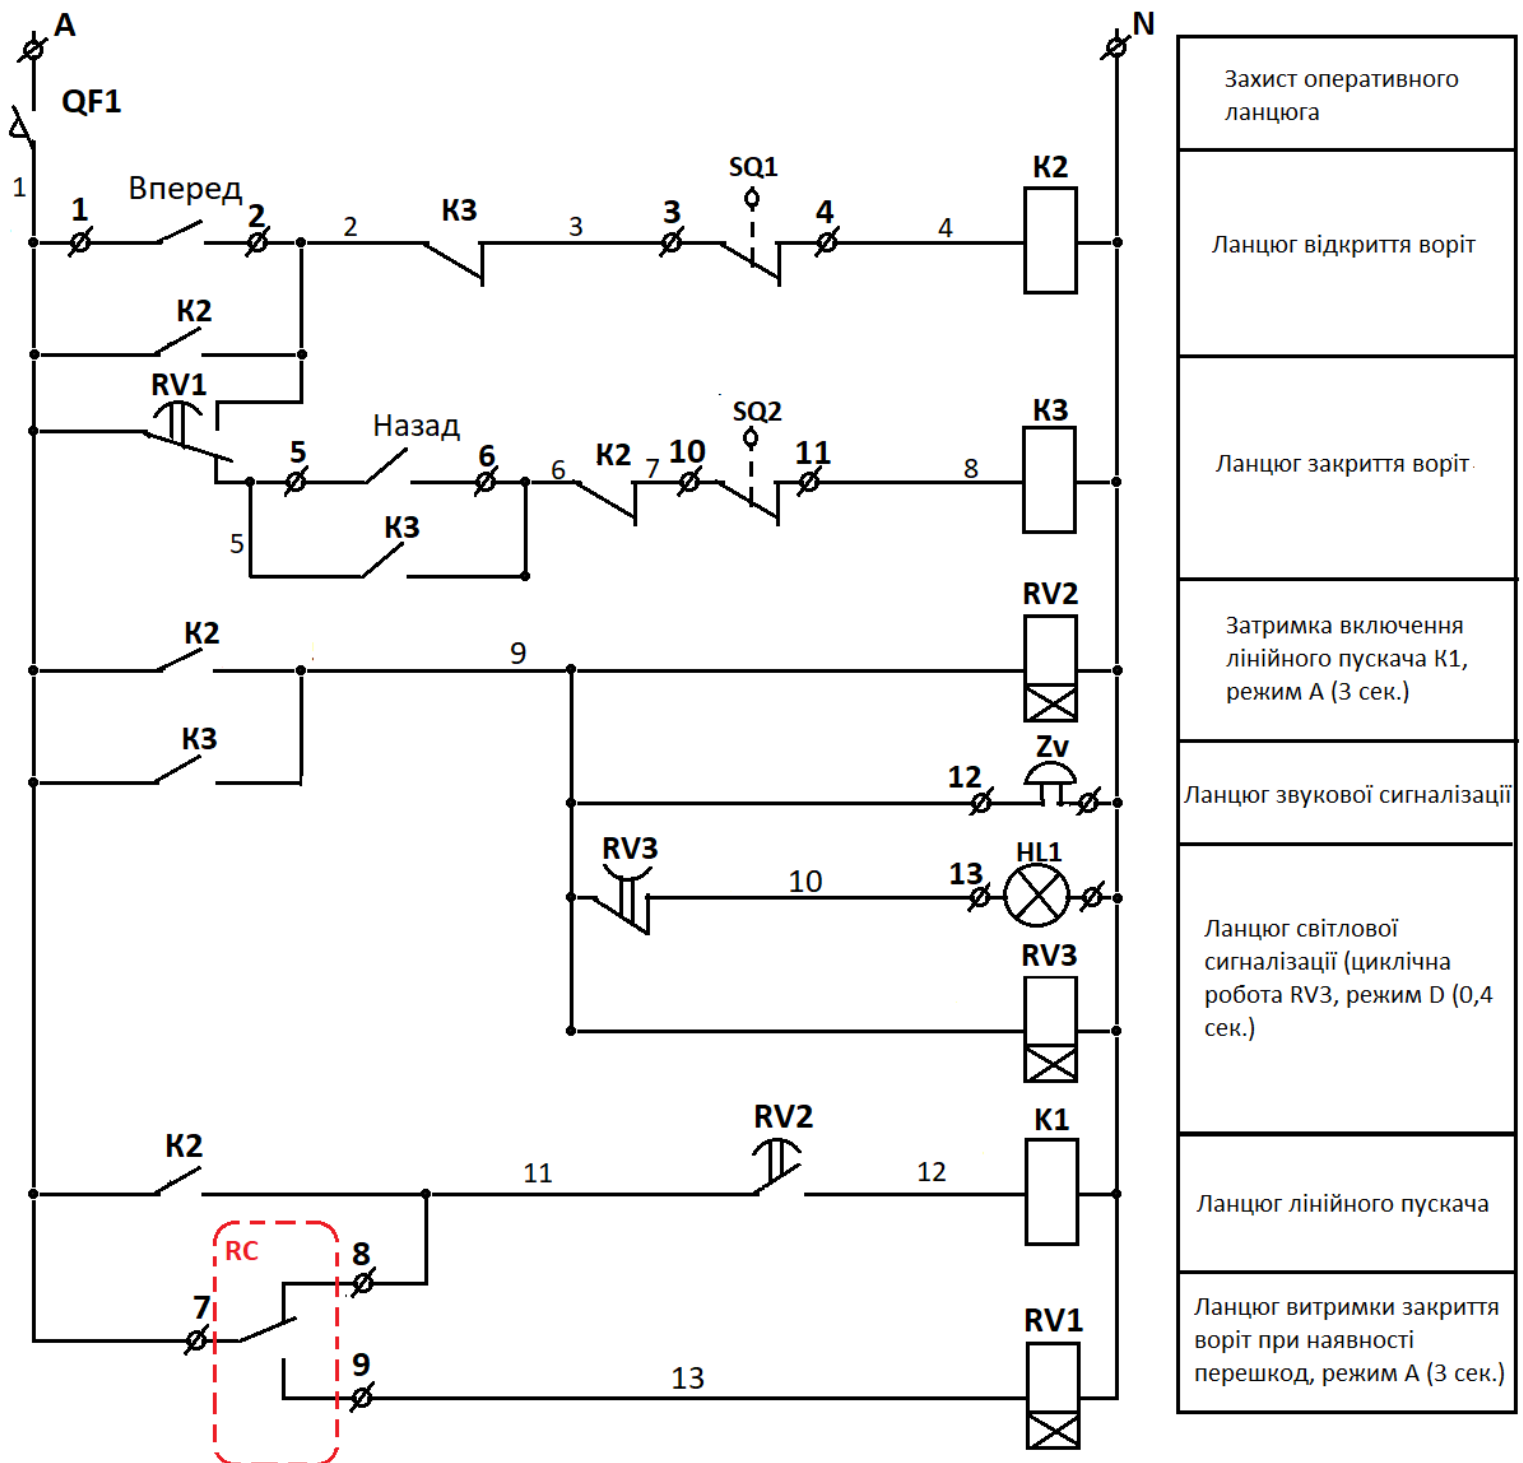 A
N
QF1
Захист оперативного
ланцюга
1
Вперед
1
2
2
К3
3
SQ1
3
4
4
К2
Ланцюг відкриття воріт
К2
RV1
5
Назад
6
6
К2
7
10
SQ2
11
8
К3
Ланцюг закриття воріт
5
К3
К2
9
RV2
Затримка включення
лінійного пускача К1,
режим А (3 сек.)
К3
12
Zv
Ланцюг звукової сигналізації
RV3
10
13
HL1
Ланцюг світлової
сигналізації (циклічна
робота RV3, режим D (0,4
сек.)
RV3
К2
11
RV2
12
К1
Ланцюг лінійного пускача
RC
8
7
9
13
RV1
Ланцюг витримки закриття
воріт при наявності
перешкод, режим А (3 сек.)